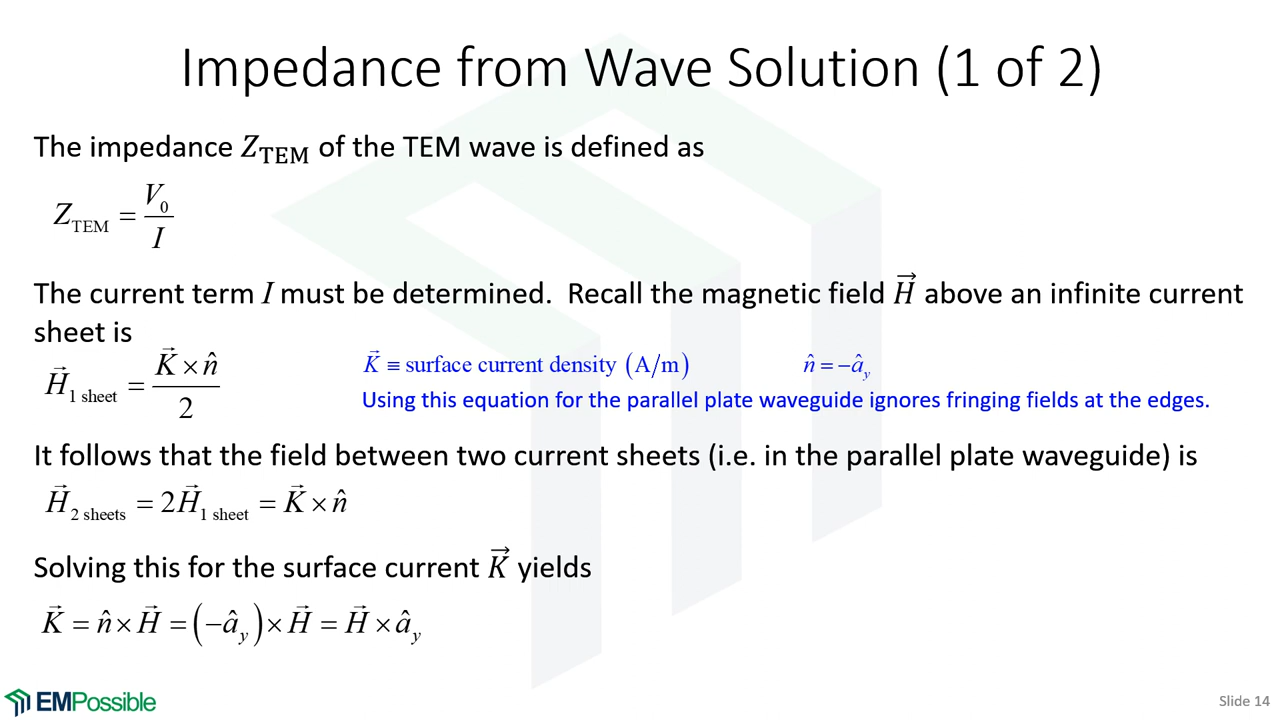 Impedance from Wave Solution (1 of 2)
The impedance Z_TEM of the TEM wave is defined as
Z_TEM = V_0 / I
The current term I must be determined. Recall the magnetic field H⃗ above an infinite current
sheet is
H⃗_1 sheet = (K⃗ × n̂) / 2
K⃗ ≡ surface current density (A/m)
n̂ = −â_y
Using this equation for the parallel plate waveguide ignores fringing fields at the edges.
It follows that the field between two current sheets (i.e. in the parallel plate waveguide) is
H⃗_2 sheets = 2H⃗_1 sheet = K⃗ × n̂
Solving this for the surface current K⃗ yields
K⃗ = n̂ × H⃗ = (−â_y) × H⃗ = H⃗ × â_y
EMPossible
Slide 14